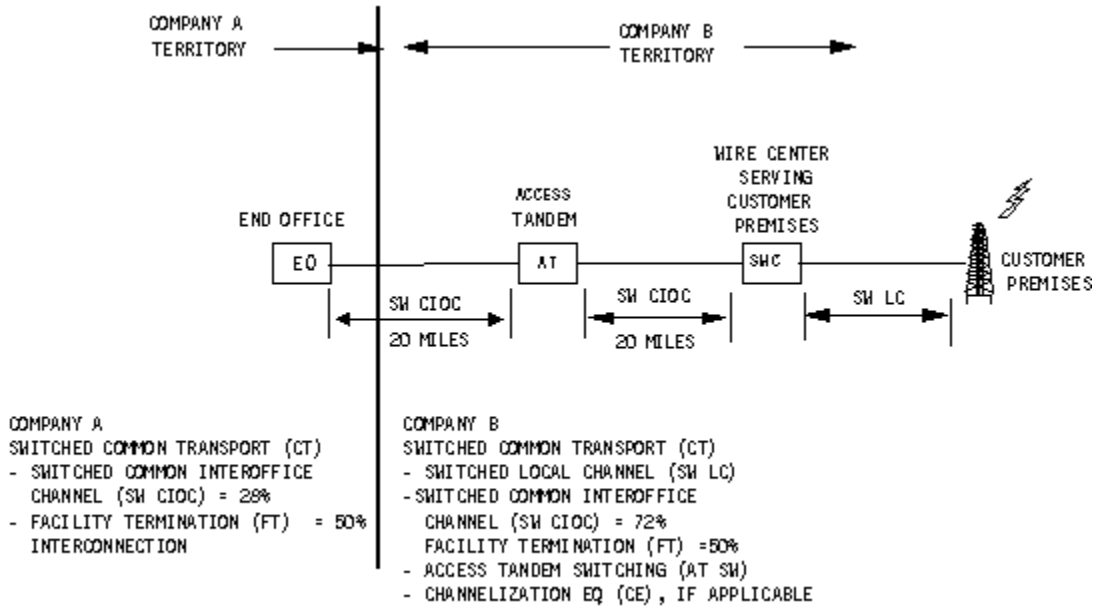 COMPANY A
TERRITORY
COMPANY B
TERRITORY
WIRE CENTER
SERVING
CUSTOMER
PREMISES
ACCESS
TANDEM
END OFFICE
EO
AT
SWC
CUSTOMER
PREMISES
SW CIOC
20 MILES
SW CIOC
20 MILES
SW LC
COMPANY A
SWITCHED COMMON TRANSPORT (CT)
- SWITCHED COMMON INTEROFFICE
CHANNEL (SW CIOC) = 28%
- FACILITY TERMINATION (FT) = 50%
INTERCONNECTION
COMPANY B
SWITCHED COMMON TRANSPORT (CT)
- SWITCHED LOCAL CHANNEL (SW LC)
-SWITCHED COMMON INTEROFFICE
CHANNEL (SW CIOC) = 72%
FACILITY TERMINATION (FT) =50%
- ACCESS TANDEM SWITCHING (AT SW)
- CHANNELIZATION EQ (CE), IF APPLICABLE